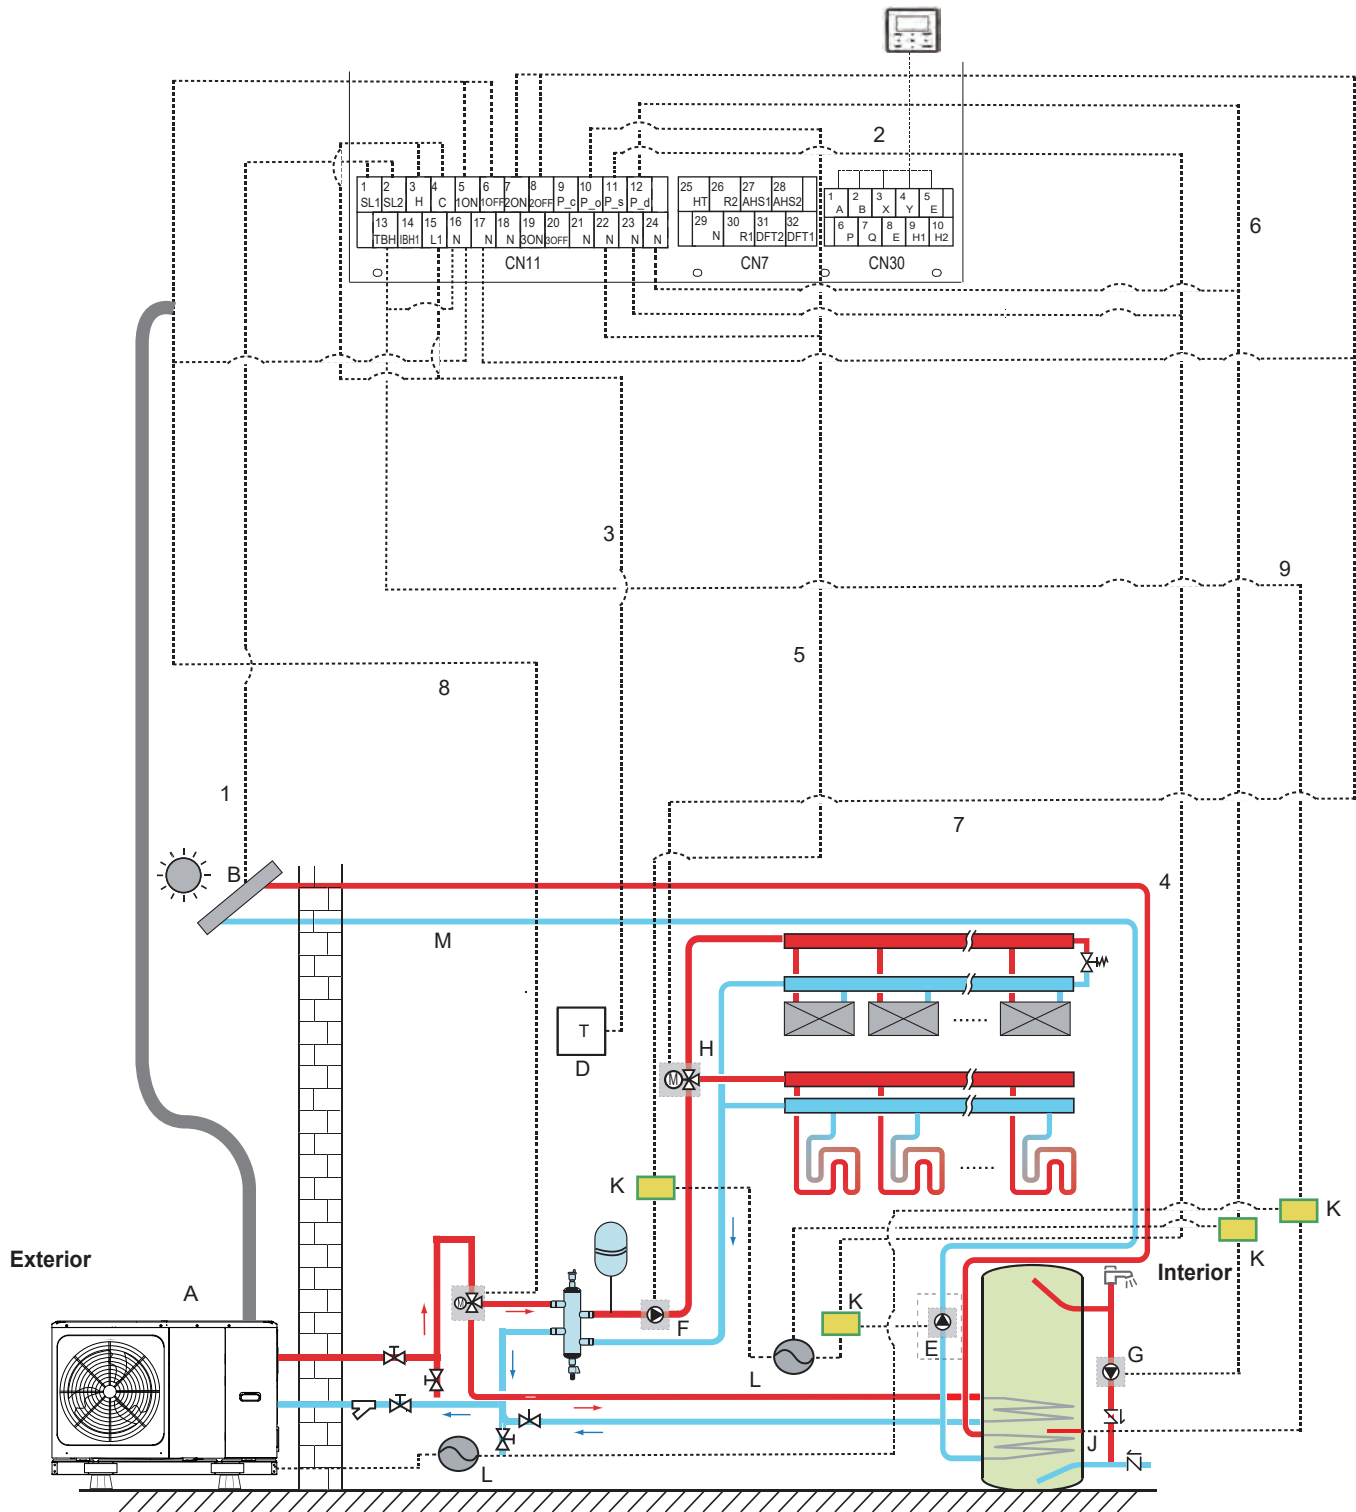 2
1 2 3 4 5 6 7 8 9 10 11 12
SL1 SL2 H C 1ON 1OFF 2ON 2OFF P_c P_o P_s P_d
13 14 15 16 17 18 19 20 21 22 23 24
TBH IBH1 L1 N N N 3ON 3OFF N N N N
CN11
25 26 27 28
HT R2 AHS1 AHS2
29 30 31 32
N R1 DFT2 DFT1
CN7
1 2 3 4 5
A B X Y E
6 7 8 9 10
P Q E H1 H2
CN30
6
3
9
5
8
1
7
B
4
M
T
D
H
M
K
K
K
Exterior
Interior
A
M
K
F
E
G
L
J
L